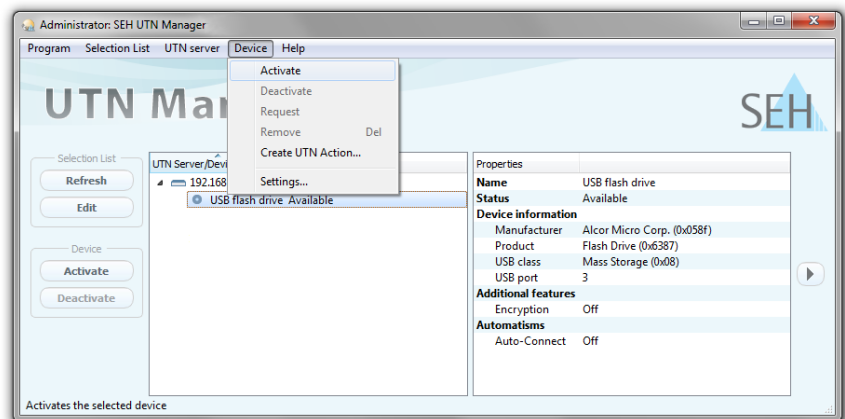 Administrator: SEH UTN Manager
Program Selection List UTN server Device Help
Activate
Deactivate
Request
Remove Del
Create UTN Action...
Settings...
UTN
SEH
Selection List
Refresh
Edit
Device
Activate
Deactivate
UTN
192.168
USB flash drive Available
Properties
Name USB flash drive
Status Available
Device information
Manufacturer Alcor Micro Corp. (0x058f)
Product Flash Drive (0x6387)
USB class Mass Storage (0x08)
USB port 3
Additional features
Encryption Off
Automatisms
Auto-Connect Off
Activates the selected device